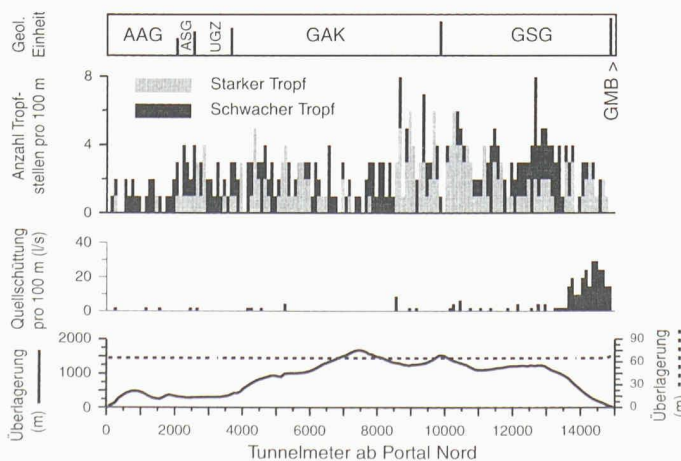 Geol.
Einheit
AAG
ASG
UGZ
GAK
GSG
GMB >
Anzahl Tropf-
stellen pro 100 m
8
4
0
Starker Tropf
Schwacher Tropf
Quellschüttung
pro 100 m (l/s)
40
20
0
Überlagerung
(m)
2000
1000
0
90
60
30
0
Überlagerung
(m)
0
2000
4000
6000
8000
10000
12000
14000
Tunnelmeter ab Portal Nord